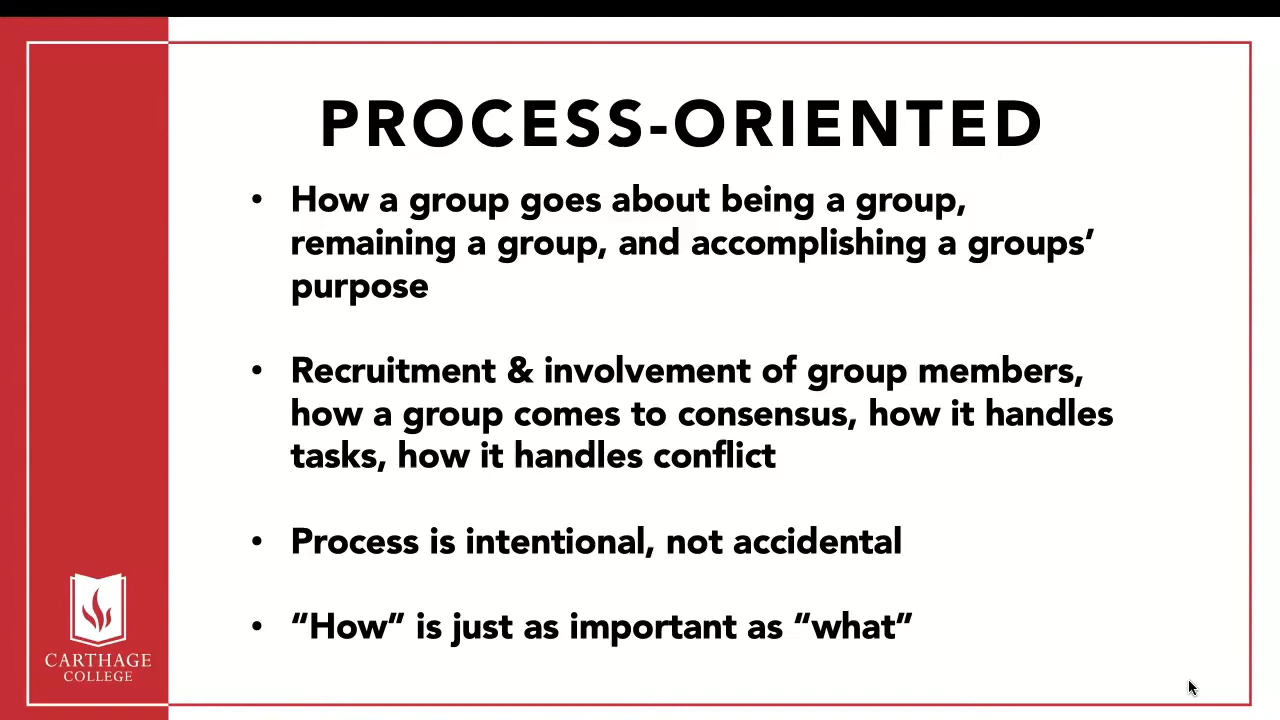 PROCESS-ORIENTED
• How a group goes about being a group,
remaining a group, and accomplishing a groups’
purpose
• Recruitment & involvement of group members,
how a group comes to consensus, how it handles
tasks, how it handles conflict
• Process is intentional, not accidental
• “How” is just as important as “what”
CARTHAGE
COLLEGE